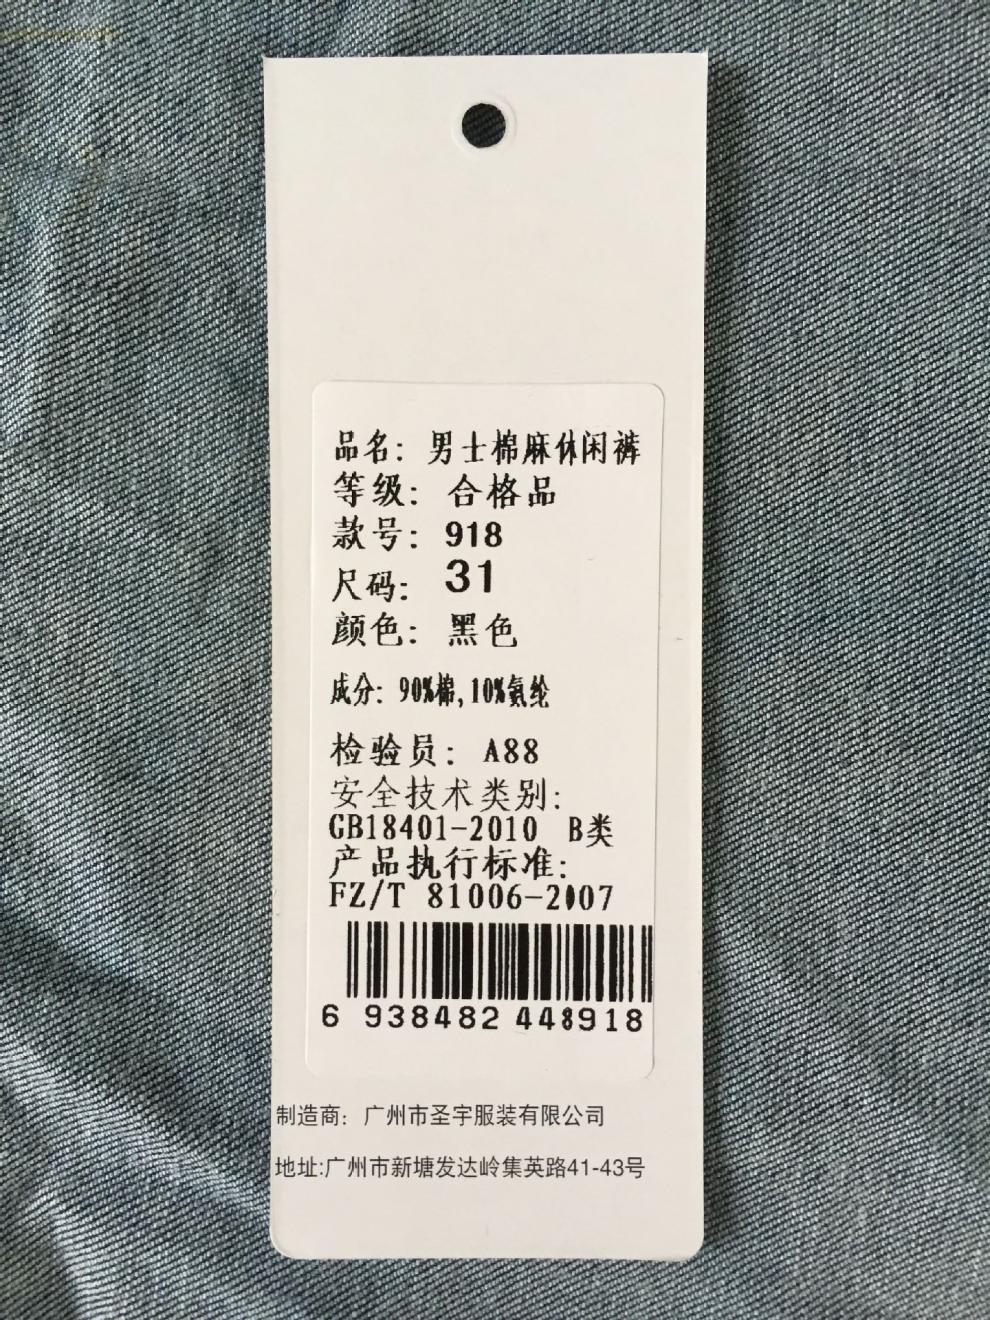 品名: 男士棉麻休闲裤
等级: 合格品
款号: 918
尺码: 31
颜色: 黑色
成分: 90%棉,10%氨纶
检验员: A88
安全技术类别:
GB18401-2010 B类
产品执行标准:
FZ/T 81006-2007
6 938482 448918
制造商: 广州市圣宇服装有限公司
地址:广州市新塘发达岭集英路41-43号